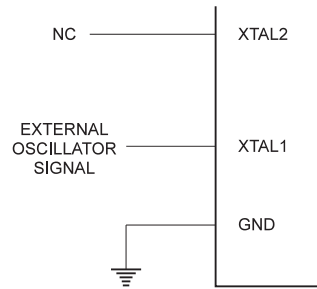 NC
XTAL2
EXTERNAL
OSCILLATOR
SIGNAL
XTAL1
GND